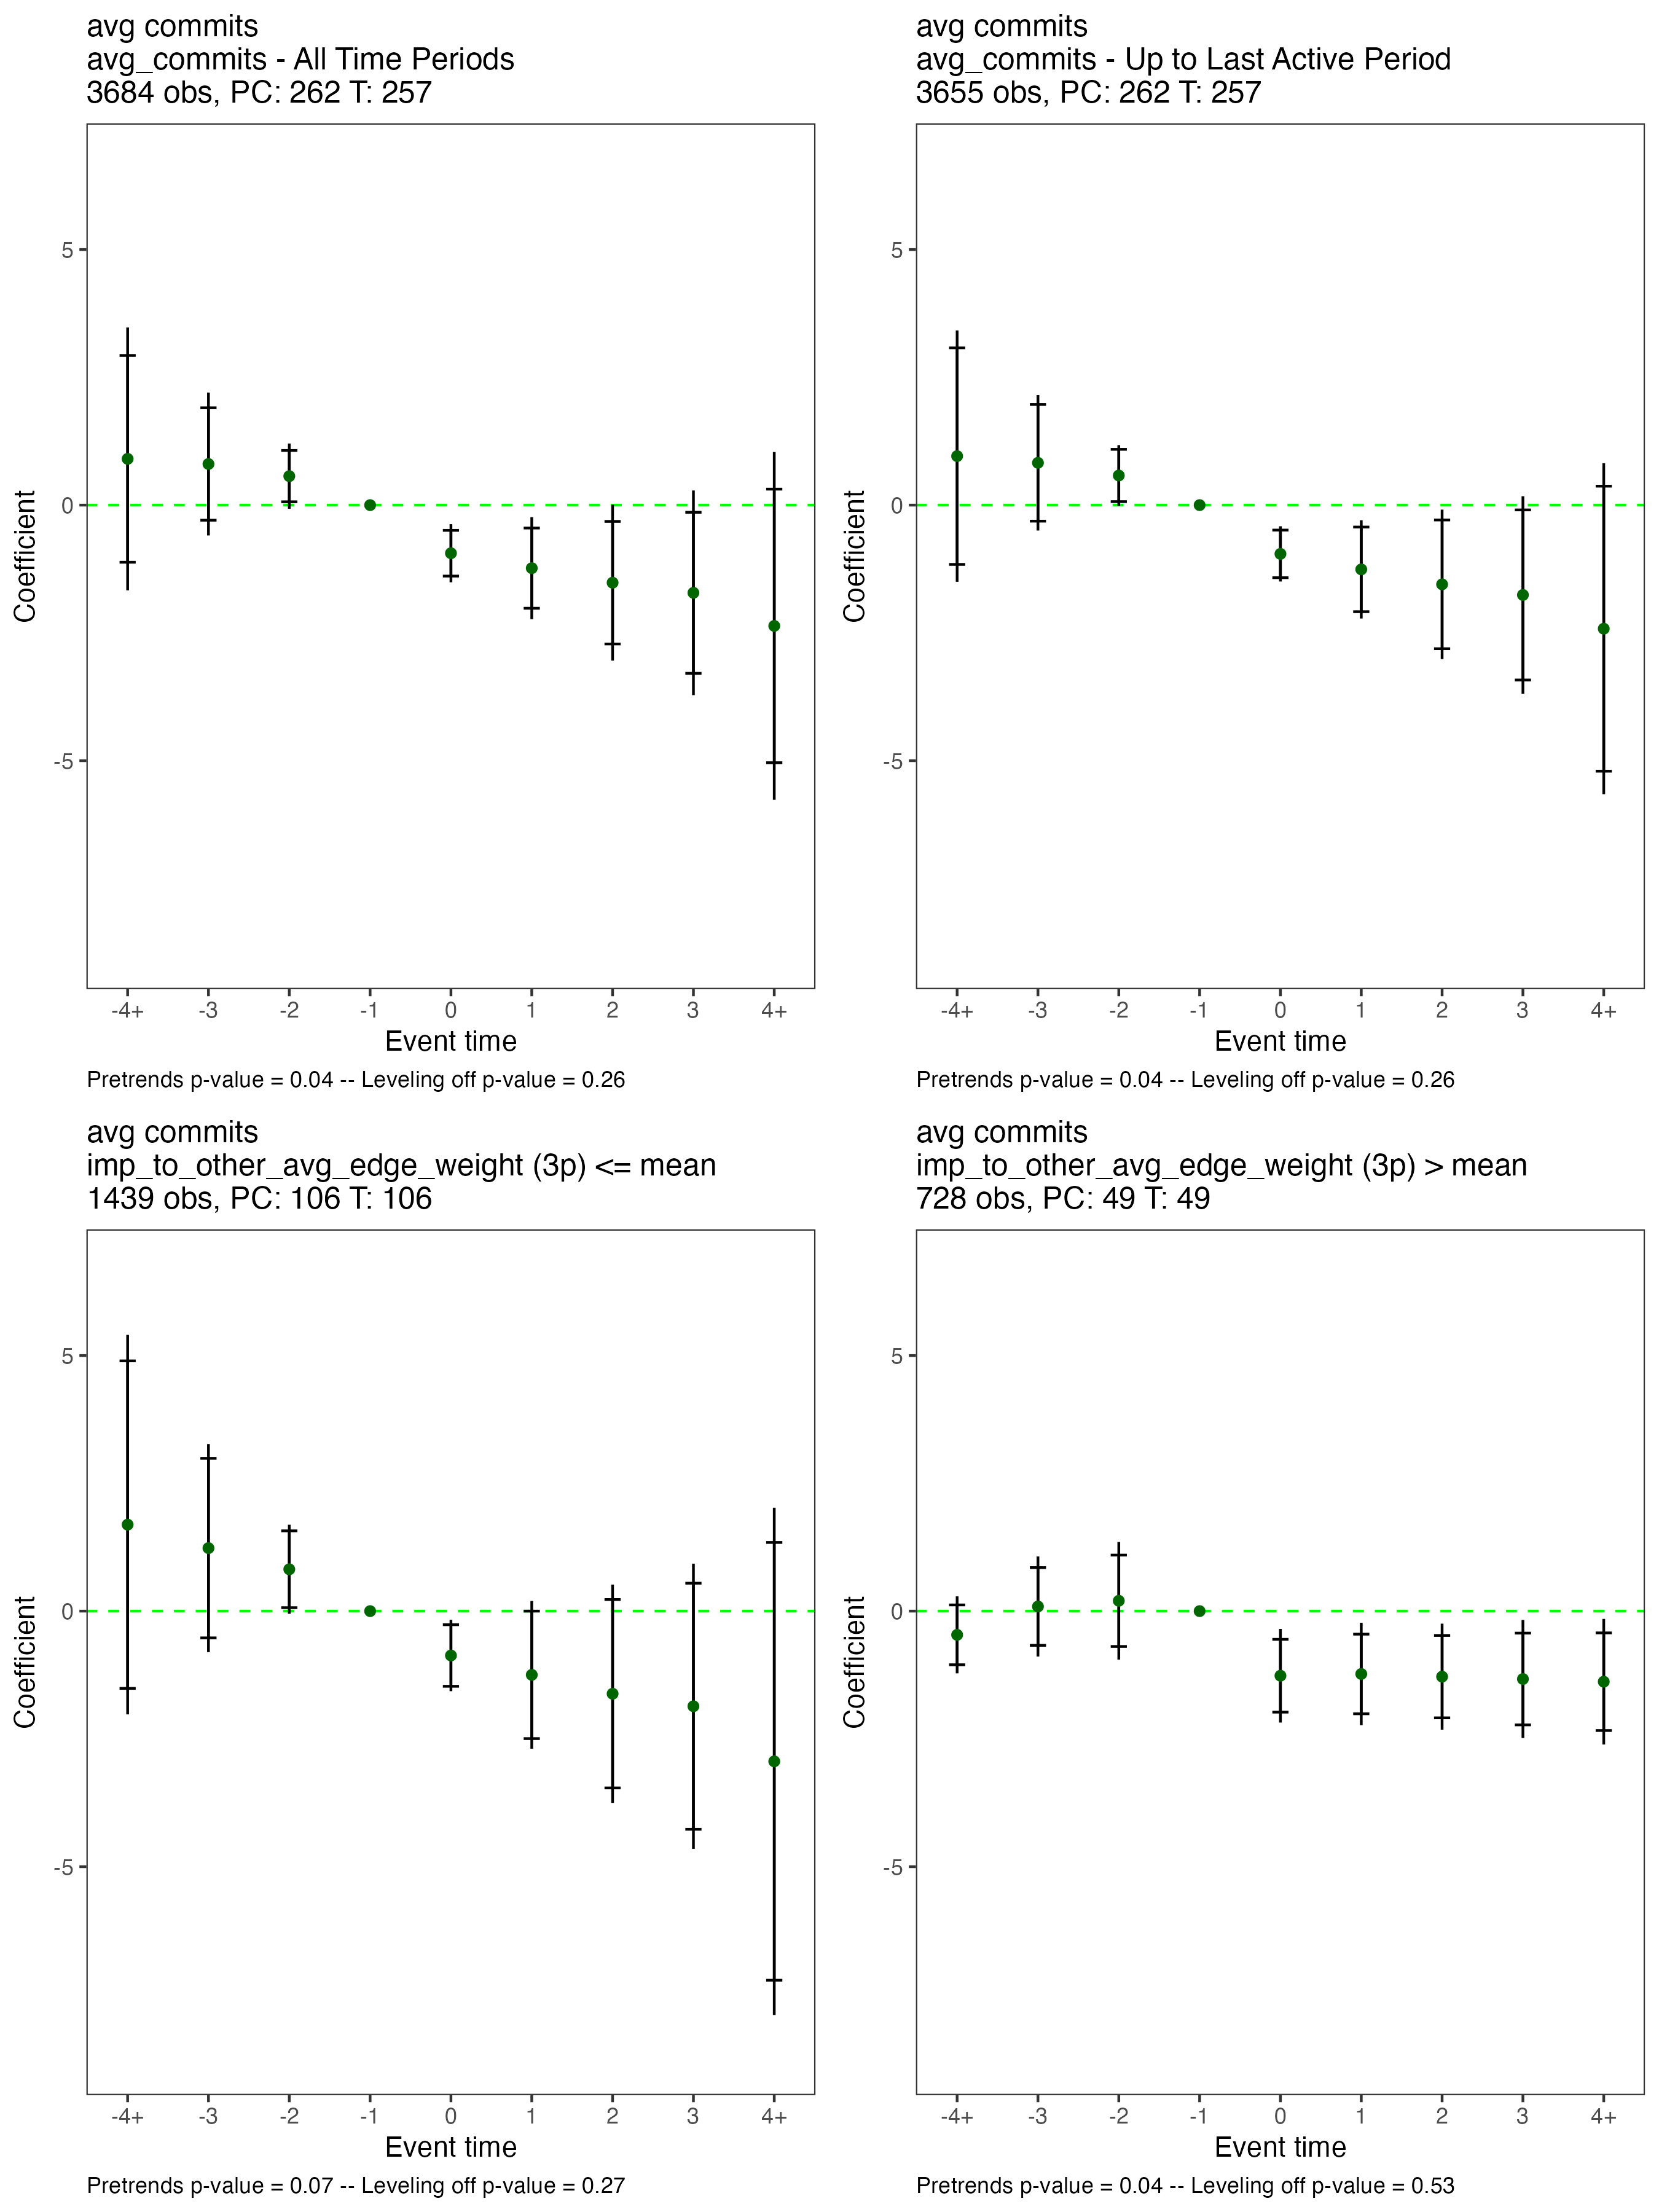 avg commits
avg_commits - All Time Periods
3684 obs, PC: 262 T: 257
Coefficient
5
0
-5
-4+ -3 -2 -1 0 1 2 3 4+
Event time
Pretrends p-value = 0.04 -- Leveling off p-value = 0.26
avg commits
avg_commits - Up to Last Active Period
3655 obs, PC: 262 T: 257
Coefficient
5
0
-5
-4+ -3 -2 -1 0 1 2 3 4+
Event time
Pretrends p-value = 0.04 -- Leveling off p-value = 0.26
avg commits
imp_to_other_avg_edge_weight (3p) <= mean
1439 obs, PC: 106 T: 106
Coefficient
5
0
-5
-4+ -3 -2 -1 0 1 2 3 4+
Event time
Pretrends p-value = 0.07 -- Leveling off p-value = 0.27
avg commits
imp_to_other_avg_edge_weight (3p) > mean
728 obs, PC: 49 T: 49
Coefficient
5
0
-5
-4+ -3 -2 -1 0 1 2 3 4+
Event time
Pretrends p-value = 0.04 -- Leveling off p-value = 0.53